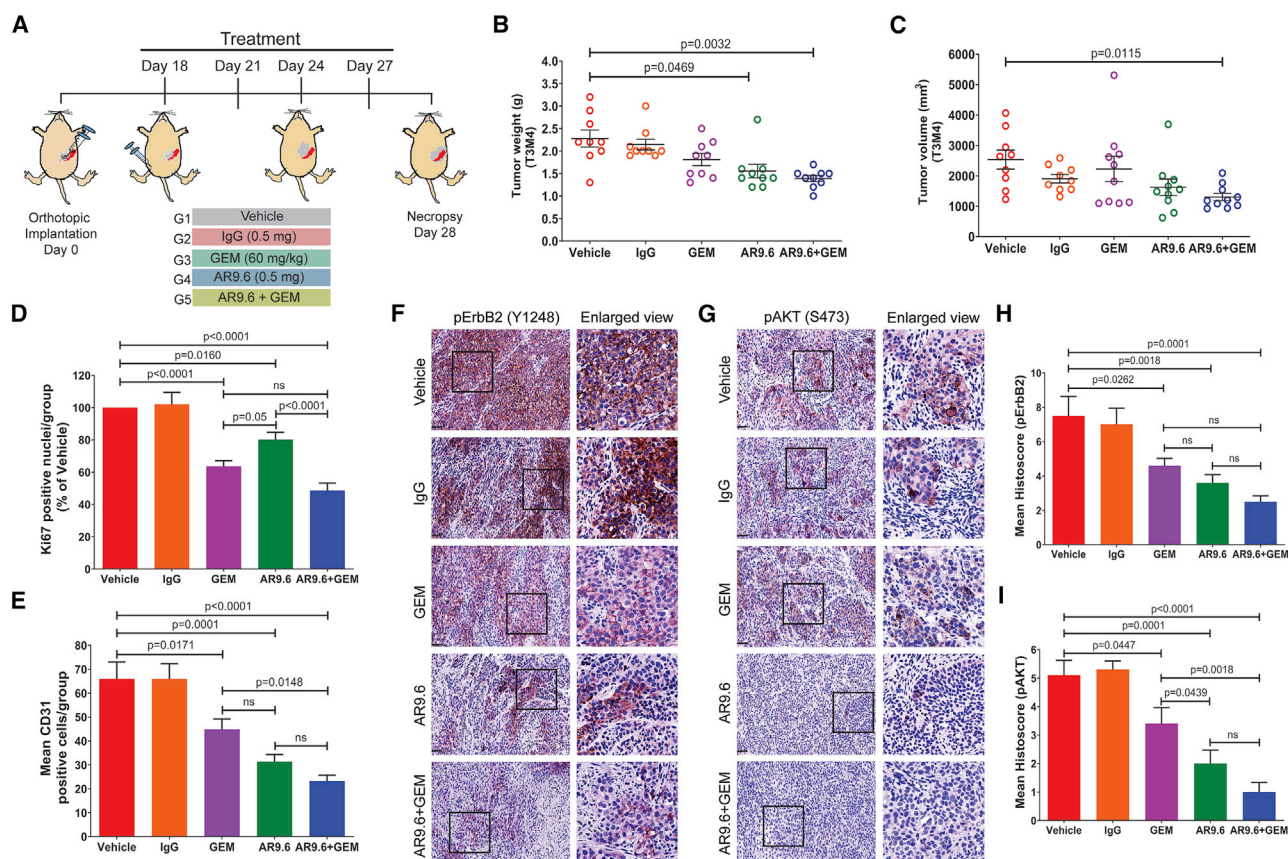 A
Treatment
Day 18
Day 21
Day 24
Day 27
Orthotopic
Implantation
Day 0
Necropsy
Day 28
G1 Vehicle
G2 IgG (0.5 mg)
G3 GEM (60 mg/kg)
G4 AR9.6 (0.5 mg)
G5 AR9.6 + GEM
B
p=0.0032
p=0.0469
Tumor weight (g)
(T3M4)
4.0
3.5
3.0
2.5
2.0
1.5
1.0
0.5
0.0
Vehicle IgG GEM AR9.6 AR9.6+GEM
C
p=0.0115
Tumor volume (mm3)
(T3M4)
6000
5000
4000
3000
2000
1000
0
Vehicle IgG GEM AR9.6 AR9.6+GEM
D
p<0.0001
p=0.0160
p<0.0001
ns
p=0.05
p<0.0001
Ki67 positive nuclei/group
(% of Vehicle)
120
100
80
60
40
20
0
Vehicle IgG GEM AR9.6 AR9.6+GEM
E
p<0.0001
p=0.0001
p=0.0171
p=0.0148
ns
ns
Mean CD31
positive cells/group
80
70
60
50
40
30
20
10
0
Vehicle IgG GEM AR9.6 AR9.6+GEM
F
pErbB2 (Y1248)
Enlarged view
Vehicle
IgG
GEM
AR9.6
AR9.6+GEM
G
pAKT (S473)
Enlarged view
Vehicle
IgG
GEM
AR9.6
AR9.6+GEM
H
p=0.0001
p=0.0018
p=0.0262
ns
ns
ns
Mean Histoscore (pErbB2)
10
8
6
4
2
0
Vehicle IgG GEM AR9.6 AR9.6+GEM
I
p<0.0001
p=0.0001
p=0.0447
p=0.0018
p=0.0439
ns
Mean Histoscore (pAKT)
6
5
4
3
2
1
0
Vehicle IgG GEM AR9.6 AR9.6+GEM